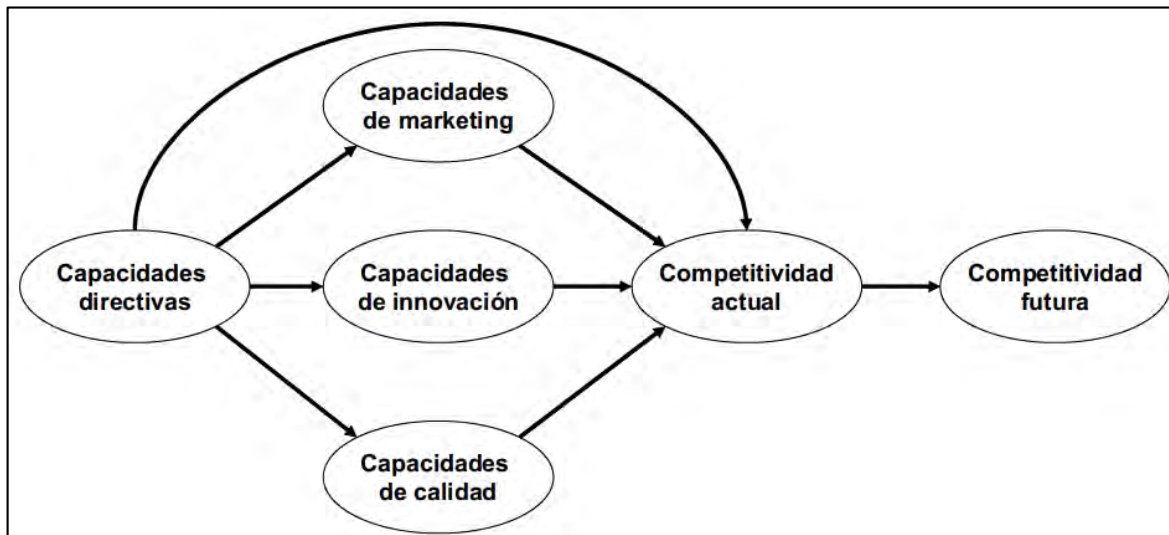 Capacidades
de marketing
Capacidades
directivas
Capacidades
de innovación
Competitividad
actual
Competitividad
futura
Capacidades
de calidad